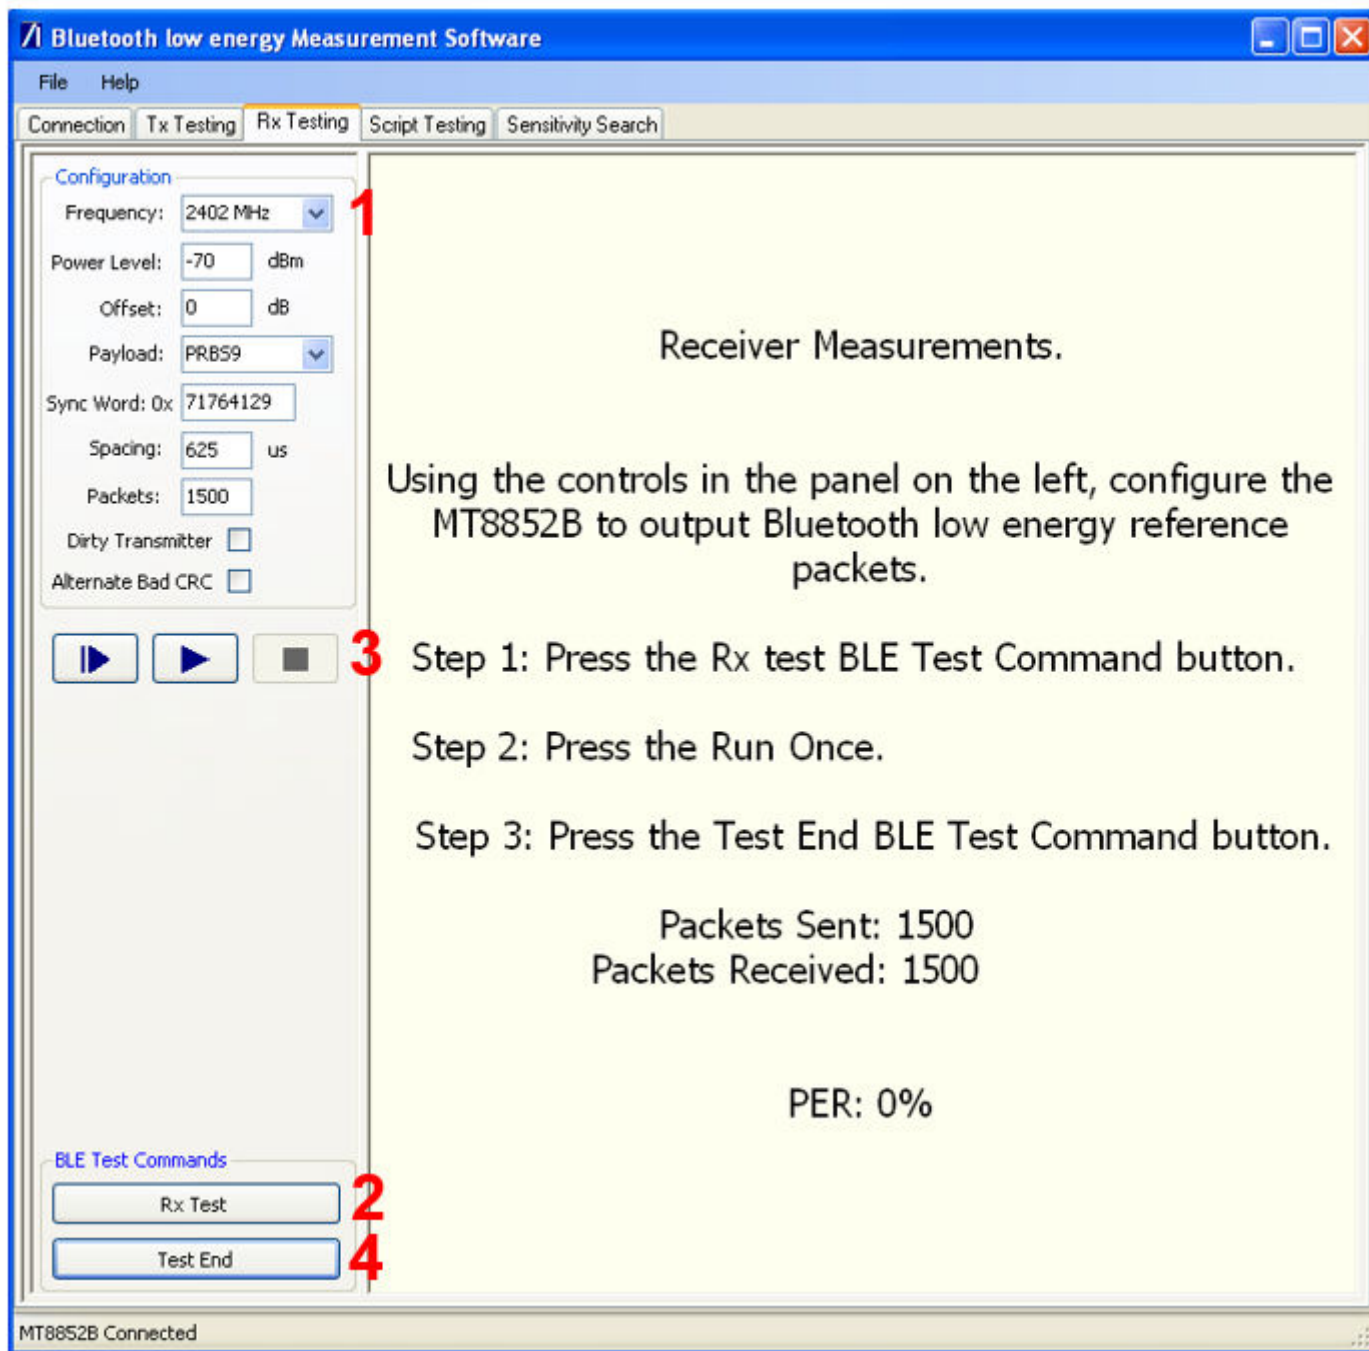 Bluetooth low energy Measurement Software
File Help
Connection Tx Testing Rx Testing Script Testing Sensitivity Search
Configuration
Frequency: 2402 MHz 1
Power Level: -70 dBm
Offset: 0 dB
Payload: PRBS9
Sync Word: 0x 71764129
Spacing: 625 us
Packets: 1500
Dirty Transmitter
Alternate Bad CRC
3
BLE Test Commands
Rx Test 2
Test End 4
Receiver Measurements.
Using the controls in the panel on the left, configure the
MT8852B to output Bluetooth low energy reference
packets.
Step 1: Press the Rx test BLE Test Command button.
Step 2: Press the Run Once.
Step 3: Press the Test End BLE Test Command button.
Packets Sent: 1500
Packets Received: 1500
PER: 0%
MT8852B Connected